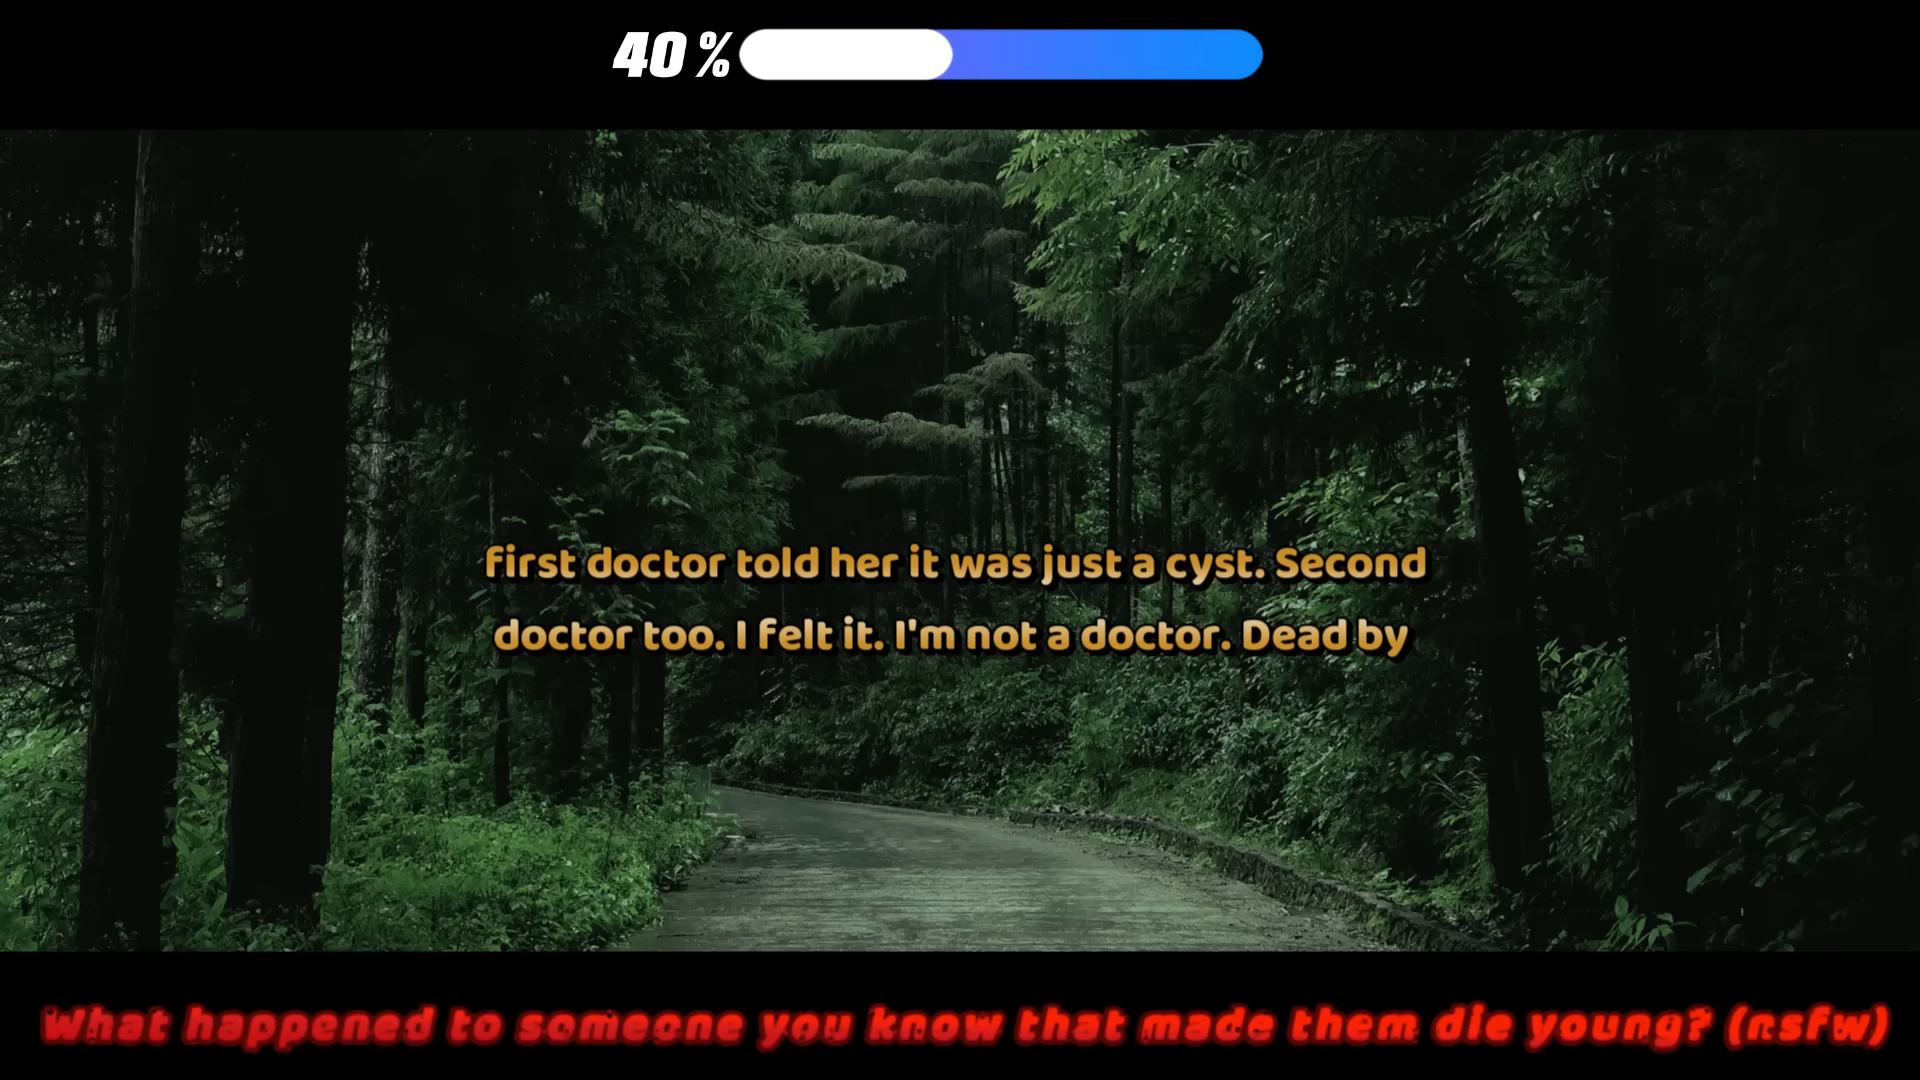 40 %
first doctor told her it was just a cyst. Second
doctor too. I felt it. I'm not a doctor. Dead by
What happened to someone you know that made them die young? (nsfw)